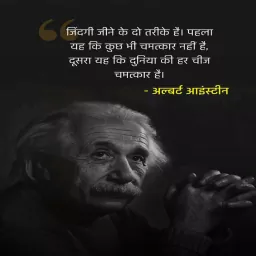 जिंदगी जीने के दो तरीके है। पहला
यह कि कुछ भी चमत्कार नहीं है,
दूसरा यह कि दुनिया की हर चीज
चमत्कार है।
- अल्बर्ट आइंस्टीन